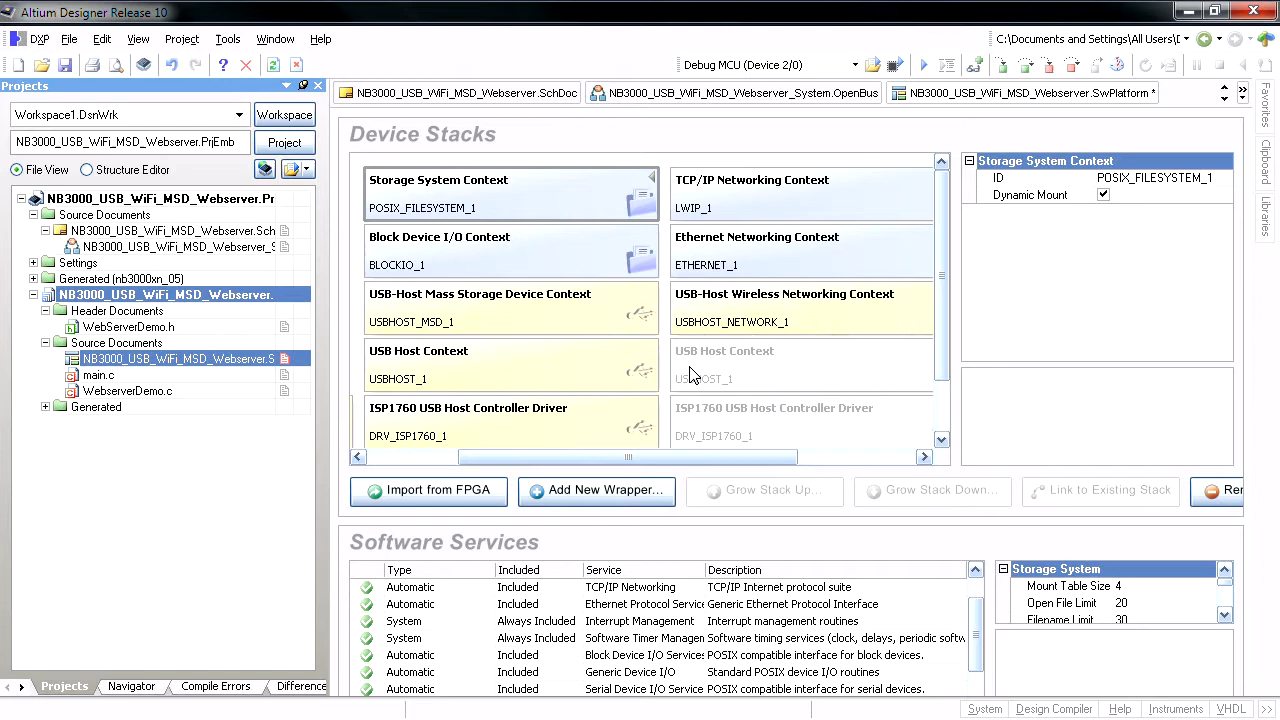 Altium Designer Release 10
DXP File Edit View Project Tools Window Help
C:\Documents and Settings\All Users\D
Debug MCU (Device 2/0)
Projects
NB3000_USB_WiFi_MSD_Webserver.SchDoc
NB3000_USB_WiFi_MSD_Webserver_System.OpenBus
NB3000_USB_WiFi_MSD_Webserver.SwPlatform *
Workspace1.DsnWrk
Workspace
NB3000_USB_WiFi_MSD_Webserver.PrjEmb
Project
File View
Structure Editor
NB3000_USB_WiFi_MSD_Webserver.Pr
Source Documents
NB3000_USB_WiFi_MSD_Webserver.Sch
NB3000_USB_WiFi_MSD_Webserver_S
Settings
Generated (nb3000xn_05)
NB3000_USB_WiFi_MSD_Webserver.
Header Documents
WebServerDemo.h
Source Documents
NB3000_USB_WiFi_MSD_Webserver.S
main.c
WebserverDemo.c
Generated
Projects
Navigator
Compile Errors
Difference
Device Stacks
Storage System Context
POSIX_FILESYSTEM_1
Block Device I/O Context
BLOCKIO_1
USB-Host Mass Storage Device Context
USBHOST_MSD_1
USB Host Context
USBHOST_1
ISP1760 USB Host Controller Driver
DRV_ISP1760_1
TCP/IP Networking Context
LWIP_1
Ethernet Networking Context
ETHERNET_1
USB-Host Wireless Networking Context
USBHOST_NETWORK_1
USB Host Context
USBHOST_1
ISP1760 USB Host Controller Driver
DRV_ISP1760_1
Storage System Context
ID POSIX_FILESYSTEM_1
Dynamic Mount
Import from FPGA
Add New Wrapper...
Grow Stack Up...
Grow Stack Down...
Link to Existing Stack
Rer
Software Services
Type Included Service Description
Automatic Included TCP/IP Networking TCP/IP Internet protocol suite
Automatic Included Ethernet Protocol Servic Generic Ethernet Protocol Interface
System Always Included Interrupt Management Interrupt management routines
System Always Included Software Timer Managen Software timing services (clock, delays, periodic softw
Automatic Included Block Device I/O Service POSIX compatible interface for block devices.
Automatic Included Generic Device I/O Standard POSIX device I/O routines
Automatic Included Serial Device I/O Service POSIX compatible interface for serial devices.
Storage System
Mount Table Size 4
Open File Limit 20
Filename Limit 30
Favorites
Clipboard
Libraries
System
Design Compiler
Help
Instruments
VHDL
>>